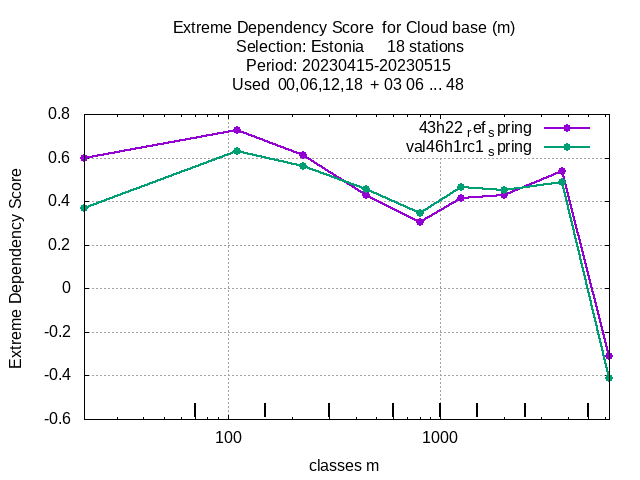 Extreme Dependency Score  for Cloud base (m)
Selection: Estonia     18 stations
Period: 20230415-20230515
Used  00,06,12,18  + 03 06 ... 48
43h22 ref spring
val46h1rc1 spring
0.8
0.6
0.4
0.2
0
-0.2
-0.4
-0.6
Extreme Dependency Score
100
1000
classes m